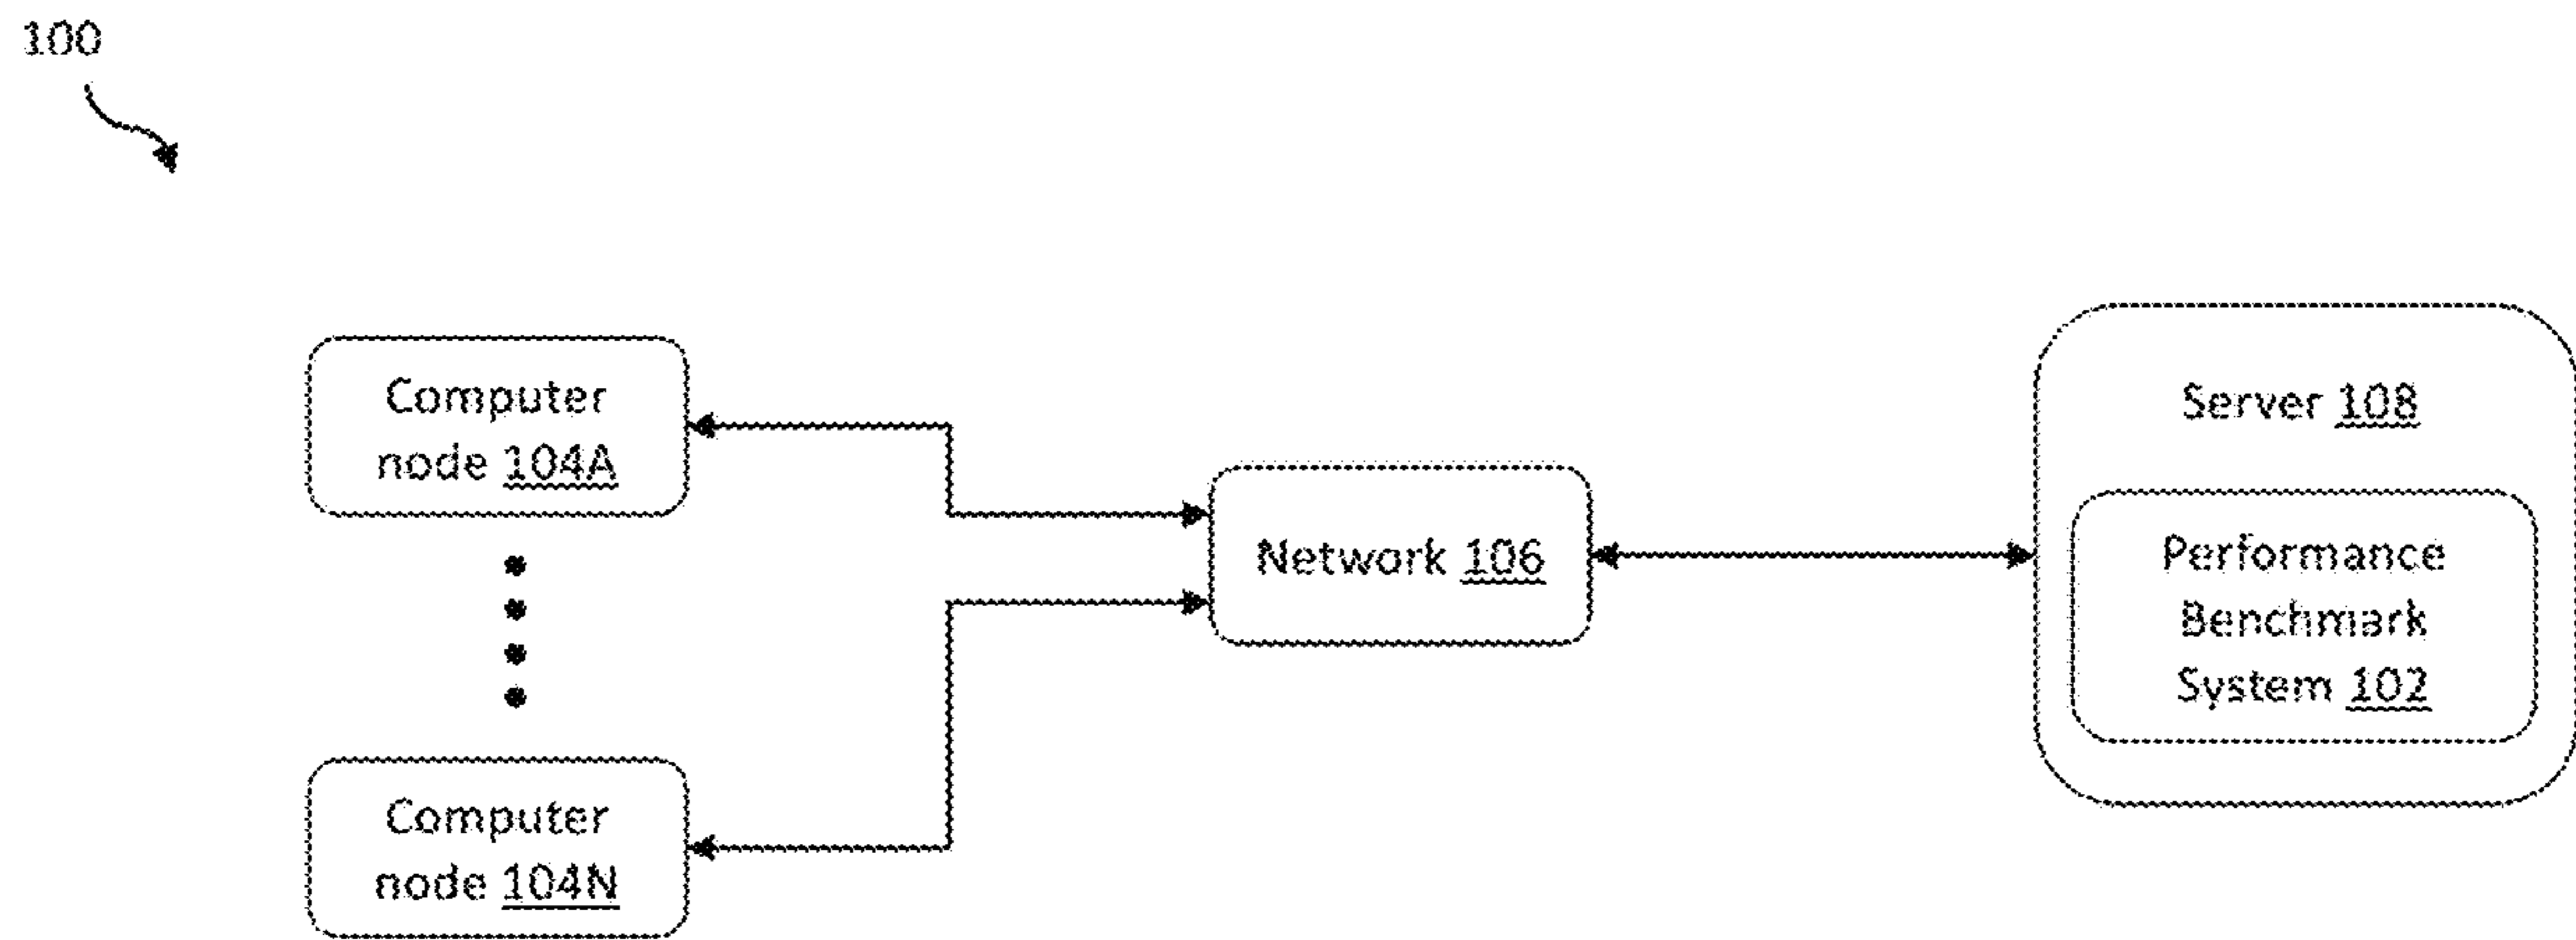 100
Computer
node 104A
Network 106
Server 108
Performance
Benchmark
System 102
Computer
node 104N